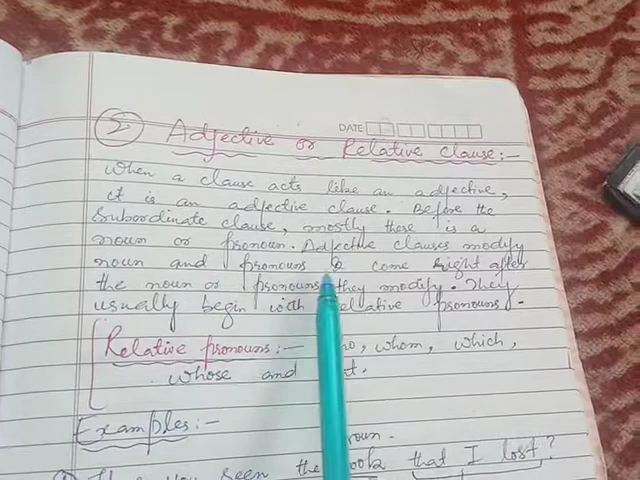 2 Adjective or Relative clause:-
DATE
When a clause acts like an adjective,
it is an adjective clause. Before the
subordinate clause, mostly there is a
noun or pronoun. Adjective clauses modify
noun and pronouns & come right after
the noun or pronouns they modify. They
usually begin with relative pronouns.
Relative pronouns:- whom, which,
whose and
Examples:-
noun.
seen the book that I lost?